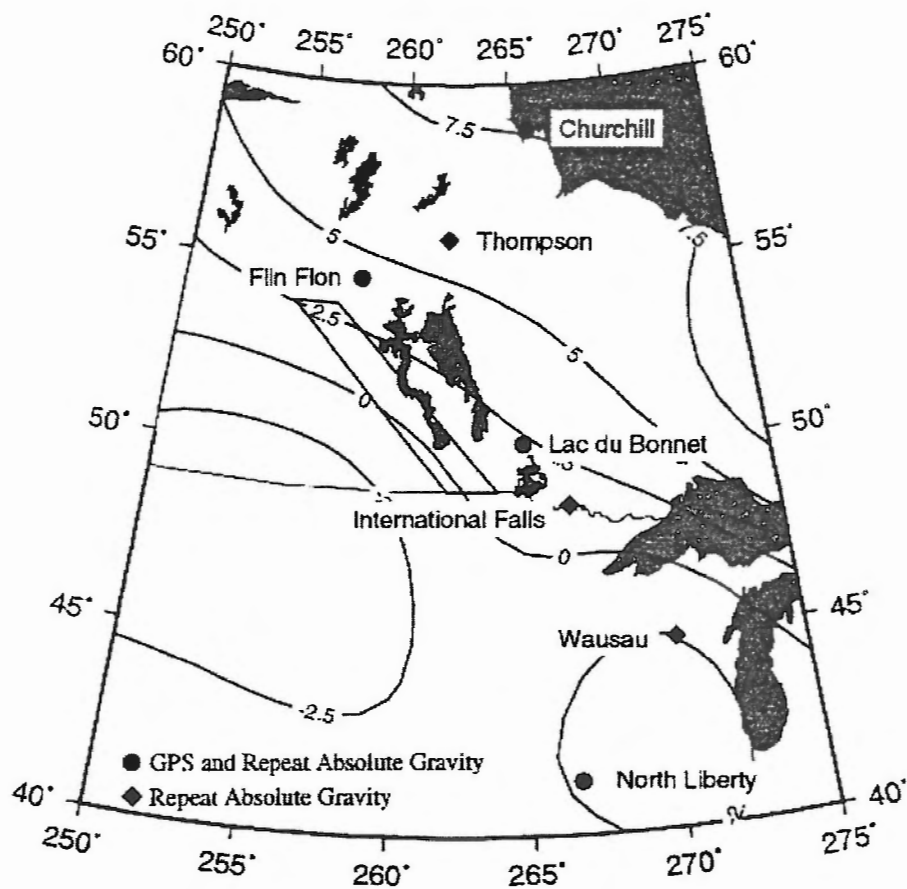 250° 255° 260° 265° 270° 275°
60° 60°
7.5 Churchill
55° 5 Thompson 55°
Flin Flon
2.5
5
50° 0 50°
Lac du Bonnet
International Falls
0
45° 45°
Wausau
-2.5
● GPS and Repeat Absolute Gravity
North Liberty
◆ Repeat Absolute Gravity
40° 40°
250° 255° 260° 265° 270° 275°